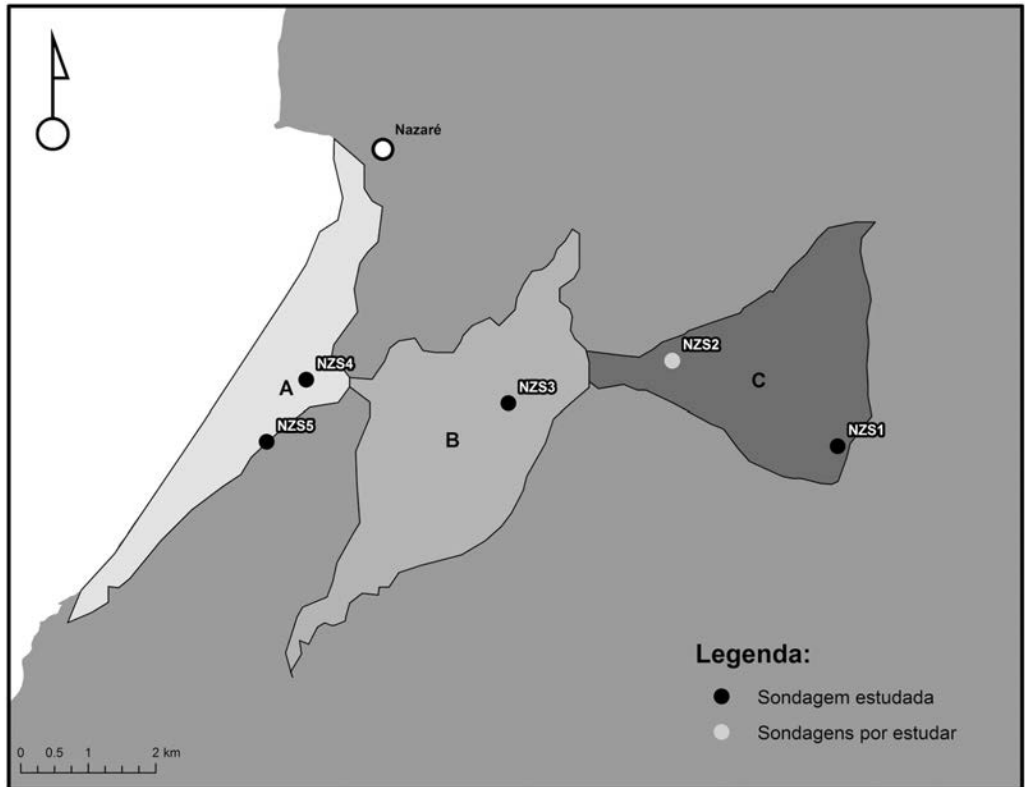 Nazaré
NZS4
A
NZS5
NZS3
B
NZS2
C
NZS1
Legenda:
Sondagem estudada
Sondagens por estudar
0 0.5 1 2 km